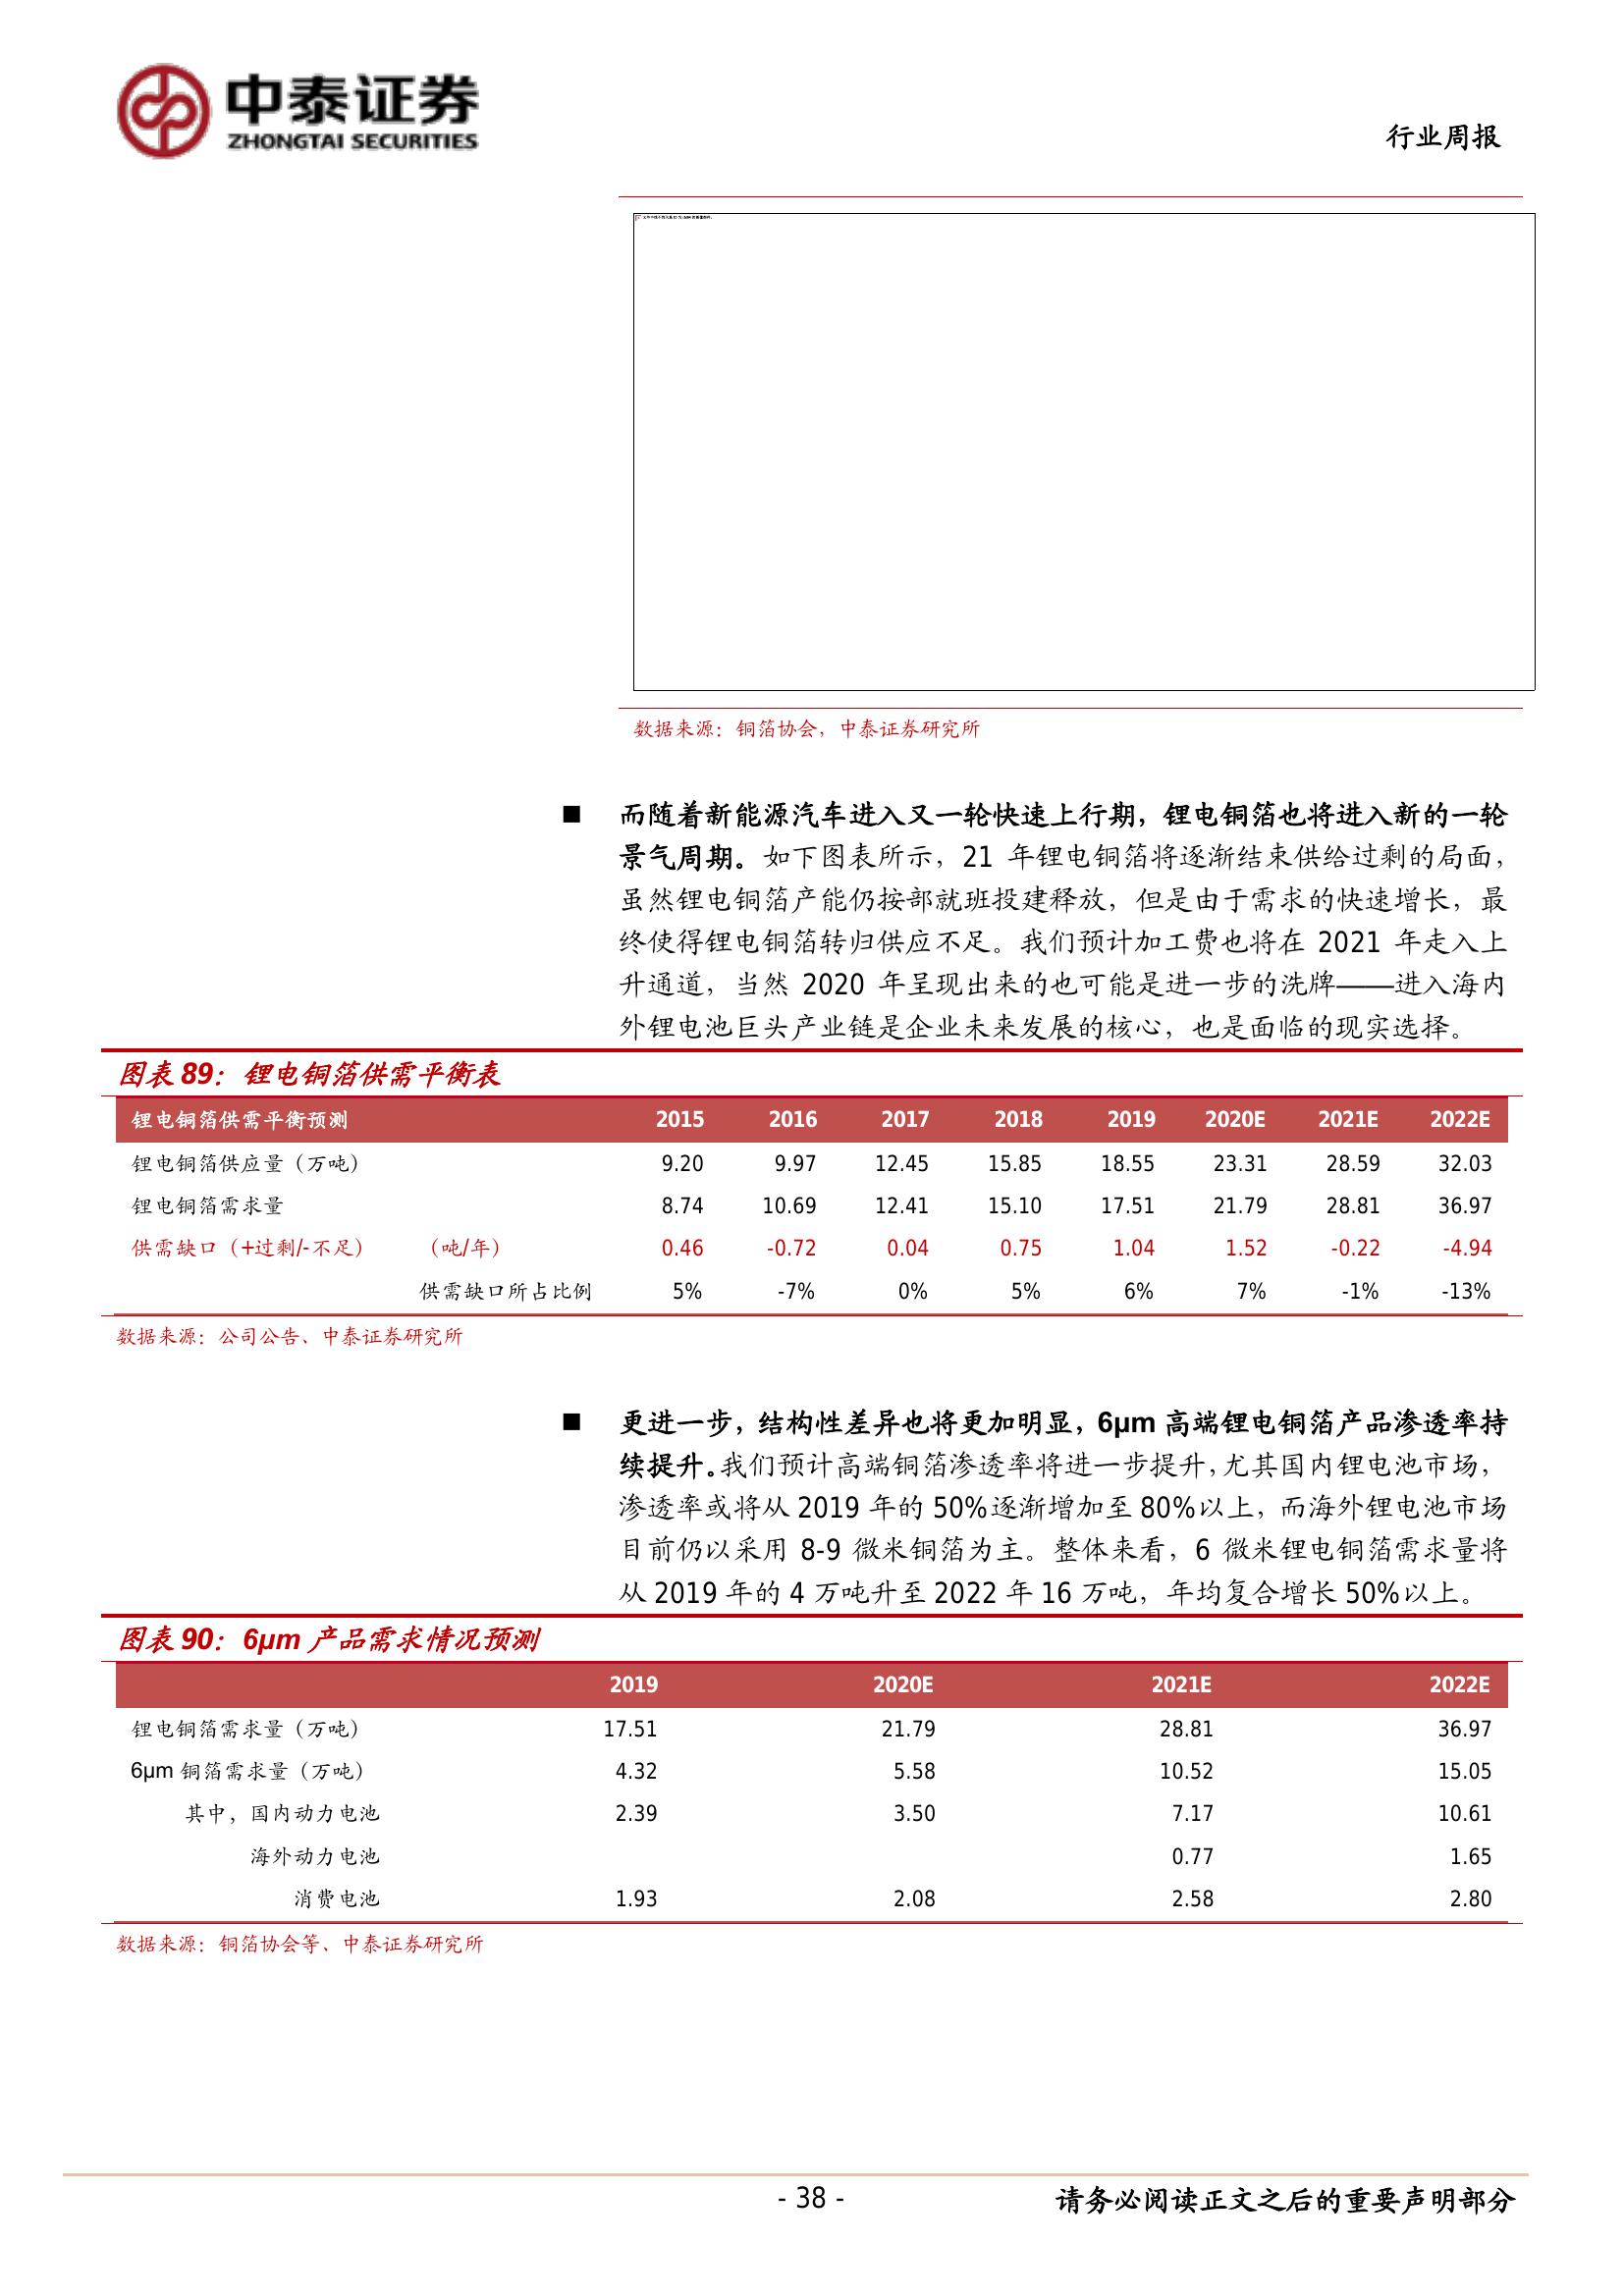 中泰证券
ZHONGTAI SECURITIES
行业周报
数据来源：铜箔协会，中泰证券研究所
■ 而随着新能源汽车进入又一轮快速上行期，锂电铜箔也将进入新的一轮
景气周期。如下图表所示，21 年锂电铜箔将逐渐结束供给过剩的局面，
虽然锂电铜箔产能仍按部就班投建释放，但是由于需求的快速增长，最
终使得锂电铜箔转归供应不足。我们预计加工费也将在 2021 年走入上
升通道，当然 2020 年呈现出来的也可能是进一步的洗牌——进入海内
外锂电池巨头产业链是企业未来发展的核心，也是面临的现实选择。
图表 89：锂电铜箔供需平衡表
锂电铜箔供需平衡预测 2015 2016 2017 2018 2019 2020E 2021E 2022E
锂电铜箔供应量（万吨） 9.20 9.97 12.45 15.85 18.55 23.31 28.59 32.03
锂电铜箔需求量 8.74 10.69 12.41 15.10 17.51 21.79 28.81 36.97
供需缺口（+过剩/-不足） （吨/年） 0.46 -0.72 0.04 0.75 1.04 1.52 -0.22 -4.94
供需缺口所占比例 5% -7% 0% 5% 6% 7% -1% -13%
数据来源：公司公告、中泰证券研究所
■ 更进一步，结构性差异也将更加明显，6μm 高端锂电铜箔产品渗透率持
续提升。我们预计高端铜箔渗透率将进一步提升，尤其国内锂电池市场，
渗透率或将从 2019 年的 50%逐渐增加至 80%以上，而海外锂电池市场
目前仍以采用 8-9 微米铜箔为主。整体来看，6 微米锂电铜箔需求量将
从 2019 年的 4 万吨升至 2022 年 16 万吨，年均复合增长 50%以上。
图表 90：6μm 产品需求情况预测
2019 2020E 2021E 2022E
锂电铜箔需求量（万吨） 17.51 21.79 28.81 36.97
6μm 铜箔需求量（万吨） 4.32 5.58 10.52 15.05
其中，国内动力电池 2.39 3.50 7.17 10.61
海外动力电池 0.77 1.65
消费电池 1.93 2.08 2.58 2.80
数据来源：铜箔协会等、中泰证券研究所
- 38 -
请务必阅读正文之后的重要声明部分